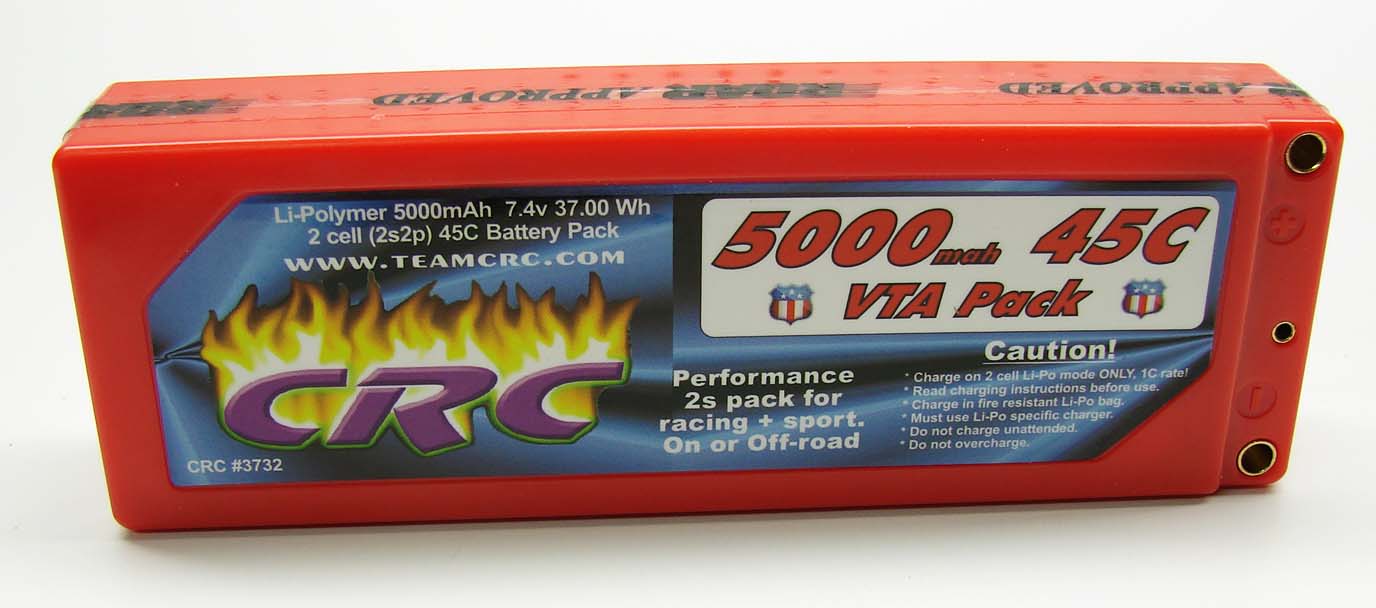 ROAR APPROVED APPROVED
Li-Polymer 5000mAh 7.4v 37.00 Wh
2 cell (2s2p) 45C Battery Pack
WWW.TEAMCRC.COM
CRC
CRC #3732
5000mah 45C
VTA Pack
Performance
2s pack for
racing + sport.
On or Off-road
Caution!
* Charge on 2 cell Li-Po mode ONLY, 1C rate!
* Read charging instructions before use.
* Charge in fire resistant Li-Po bag.
* Must use Li-Po specific charger.
* Do not charge unattended.
* Do not overcharge.
+
-